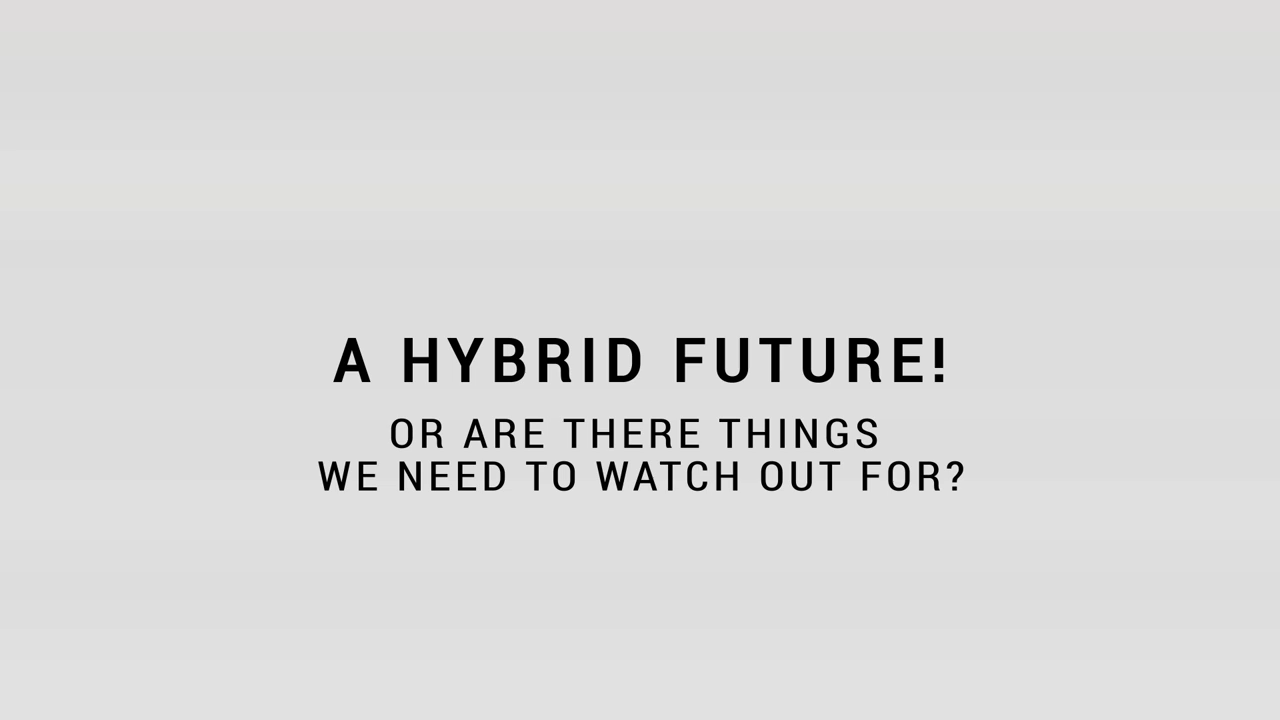 A HYBRID FUTURE!
OR ARE THERE THINGS
WE NEED TO WATCH OUT FOR?